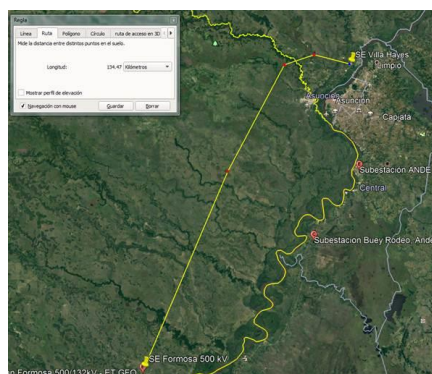 Regla
Línea Ruta Polígono Círculo ruta de acceso en 3D
Mide la distancia entre distintos puntos en el suelo.
Longitud: 134.47 Kilómetros
Mostrar perfil de elevación
Navegación con mouse Guardar Borrar
SE Villa Hayes
Limpio
Asunción
Capiatá
Subestación ANDE
Central
Subestacion Buey Rodeo. Ande
SE Formosa 500 kV
Formosa 500/132kV - ET GEO